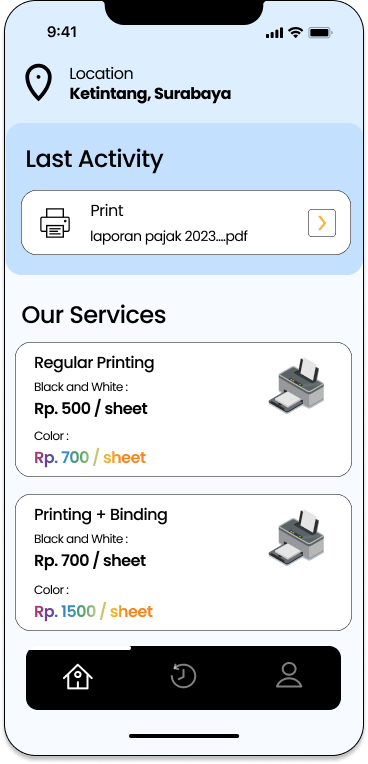 9:41
Location
Ketintang, Surabaya
Last Activity
Print
laporan pajak 2023....pdf
Our Services
Regular Printing
Black and White :
Rp. 500 / sheet
Color :
Rp. 700 / sheet
Printing + Binding
Black and White :
Rp. 700 / sheet
Color :
Rp. 1500 / sheet